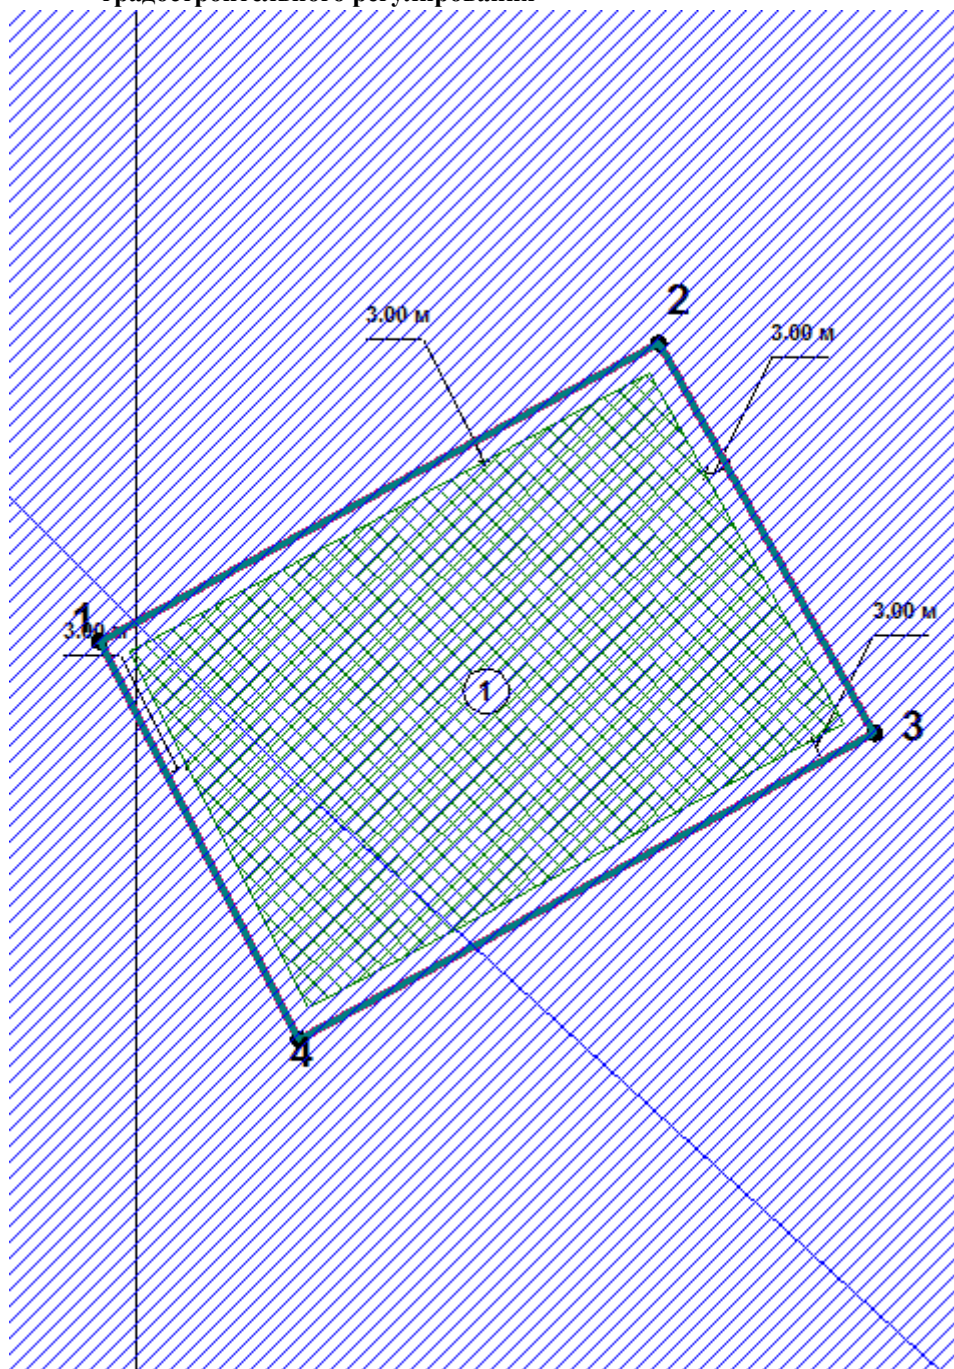 градостроительного регулирования
2
3.00 м
3.00 м
1
3.00 м
3.00 м
1
3
4